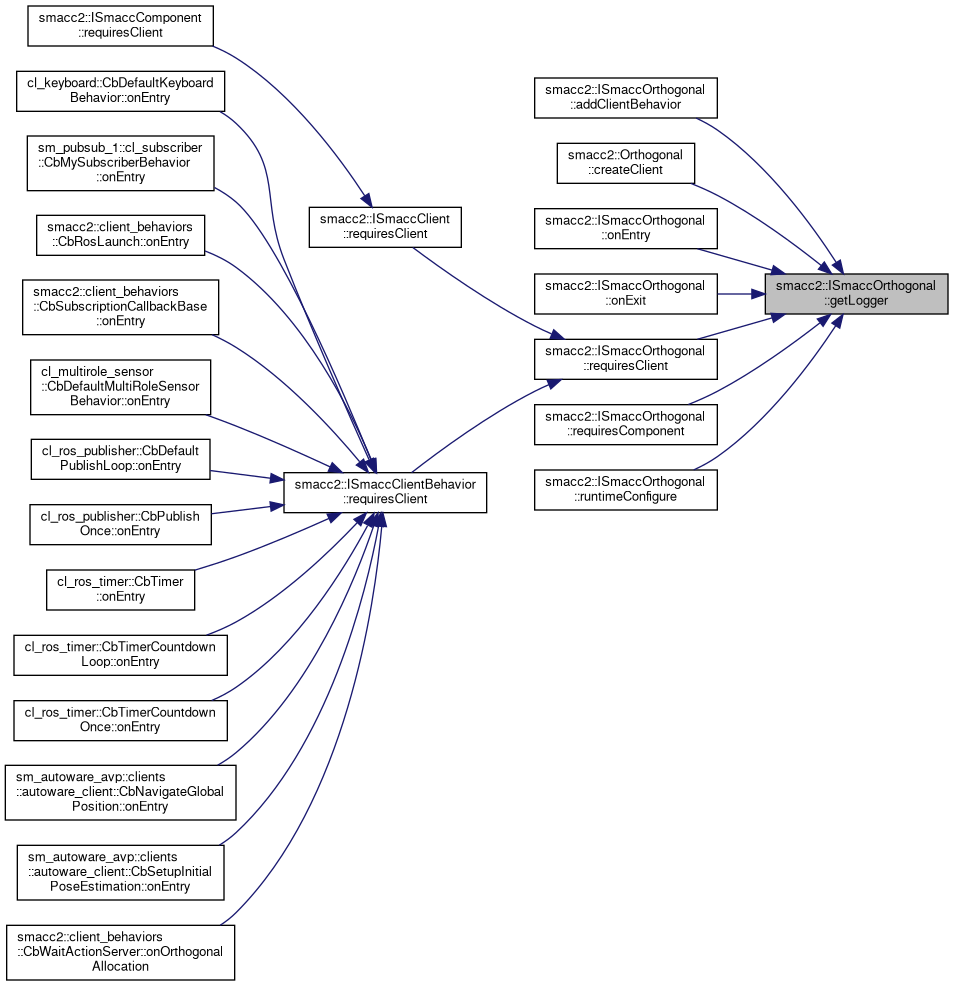 smacc2::ISmaccComponent
::requiresClient
cl_keyboard::CbDefaultKeyboard
Behavior::onEntry
sm_pubsub_1::cl_subscriber
::CbMySubscriberBehavior
::onEntry
smacc2::client_behaviors
::CbRosLaunch::onEntry
smacc2::client_behaviors
::CbSubscriptionCallbackBase
::onEntry
cl_multirole_sensor
::CbDefaultMultiRoleSensor
Behavior::onEntry
cl_ros_publisher::CbDefault
PublishLoop::onEntry
cl_ros_publisher::CbPublish
Once::onEntry
cl_ros_timer::CbTimer
::onEntry
cl_ros_timer::CbTimerCountdown
Loop::onEntry
cl_ros_timer::CbTimerCountdown
Once::onEntry
sm_autoware_avp::clients
::autoware_client::CbNavigateGlobal
Position::onEntry
sm_autoware_avp::clients
::autoware_client::CbSetupInitial
PoseEstimation::onEntry
smacc2::client_behaviors
::CbWaitActionServer::onOrthogonal
Allocation
smacc2::ISmaccClient
::requiresClient
smacc2::ISmaccClientBehavior
::requiresClient
smacc2::ISmaccOrthogonal
::addClientBehavior
smacc2::Orthogonal
::createClient
smacc2::ISmaccOrthogonal
::onEntry
smacc2::ISmaccOrthogonal
::onExit
smacc2::ISmaccOrthogonal
::requiresClient
smacc2::ISmaccOrthogonal
::requiresComponent
smacc2::ISmaccOrthogonal
::runtimeConfigure
smacc2::ISmaccOrthogonal
::getLogger